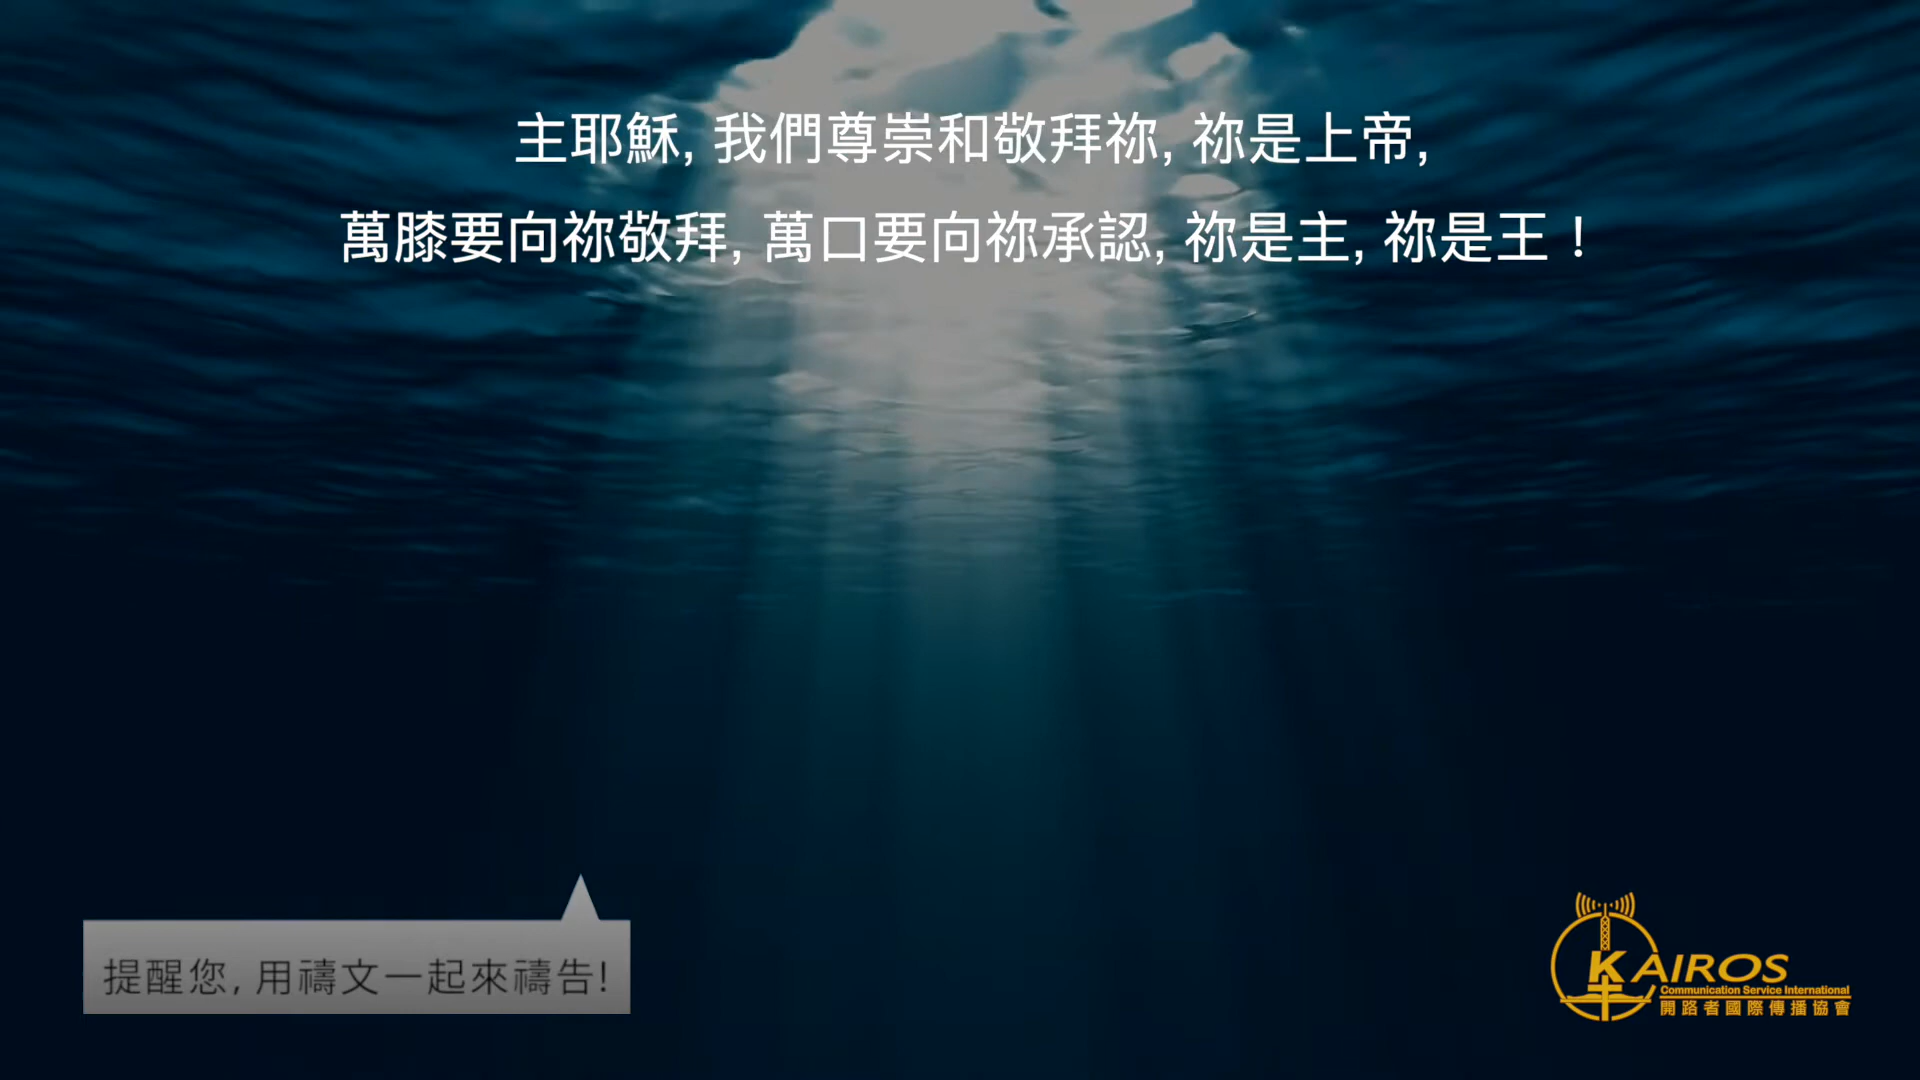 主耶穌, 我們尊崇和敬拜祢, 祢是上帝,
萬膝要向祢敬拜, 萬口要向祢承認, 祢是主, 祢是王！
提醒您, 用禱文一起來禱告!
KAIROS
Communication Service International
開路者國際傳播協會